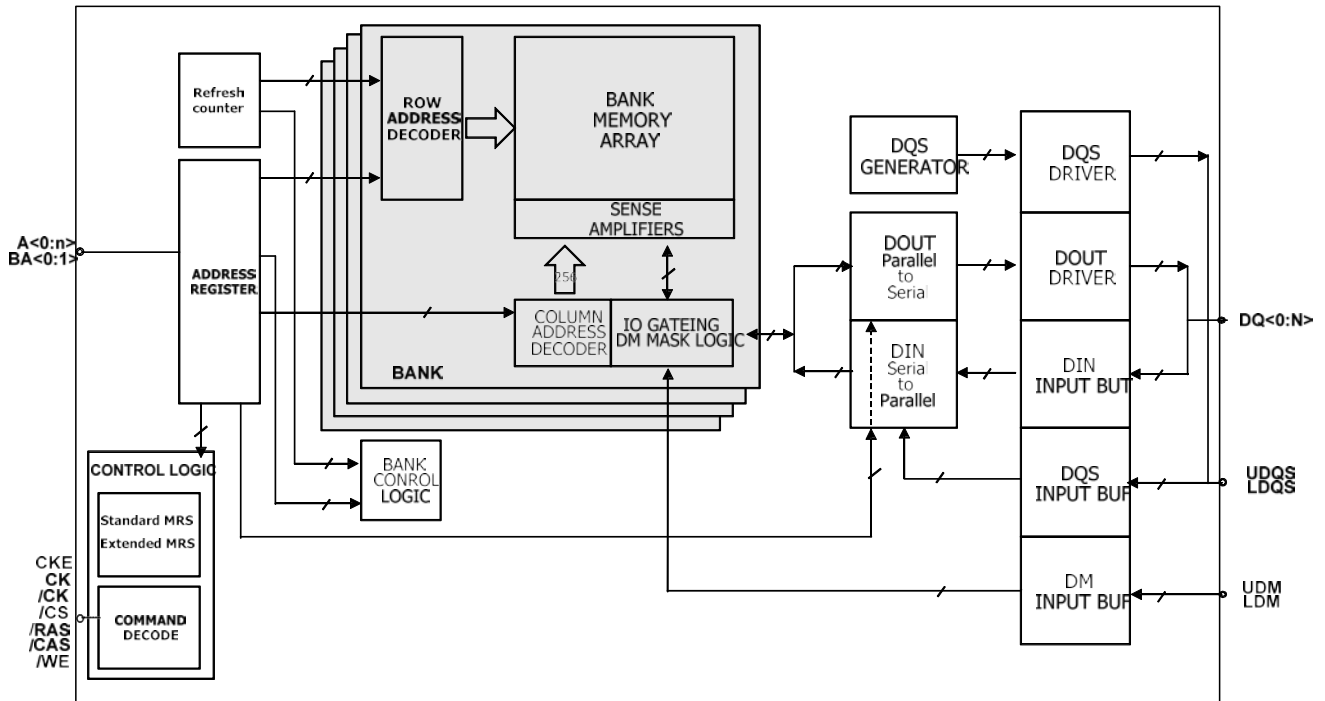 Refresh
counter
ROW
ADDRESS
DECODER
BANK
MEMORY
ARRAY
SENSE
AMPLIFIERS
DQS
GENERATOR
DQS
DRIVER
A<0:n>
BA<0:1>
ADDRESS
REGISTER
256
COLUMN
ADDRESS
DECODER
IO GATEING
DM MASK LOGIC
BANK
DOUT
Parallel
to
Serial
DOUT
DRIVER
DQ<0:N>
DIN
Serial
to
Parallel
DIN
INPUT BUT
CONTROL LOGIC
Standard MRS
Extended MRS
COMMAND
DECODE
BANK
CONROL
LOGIC
DQS
INPUT BUF
UDQS
LDQS
CKE
CK
/CK
/CS
/RAS
/CAS
/WE
DM
INPUT BUF
UDM
LDM